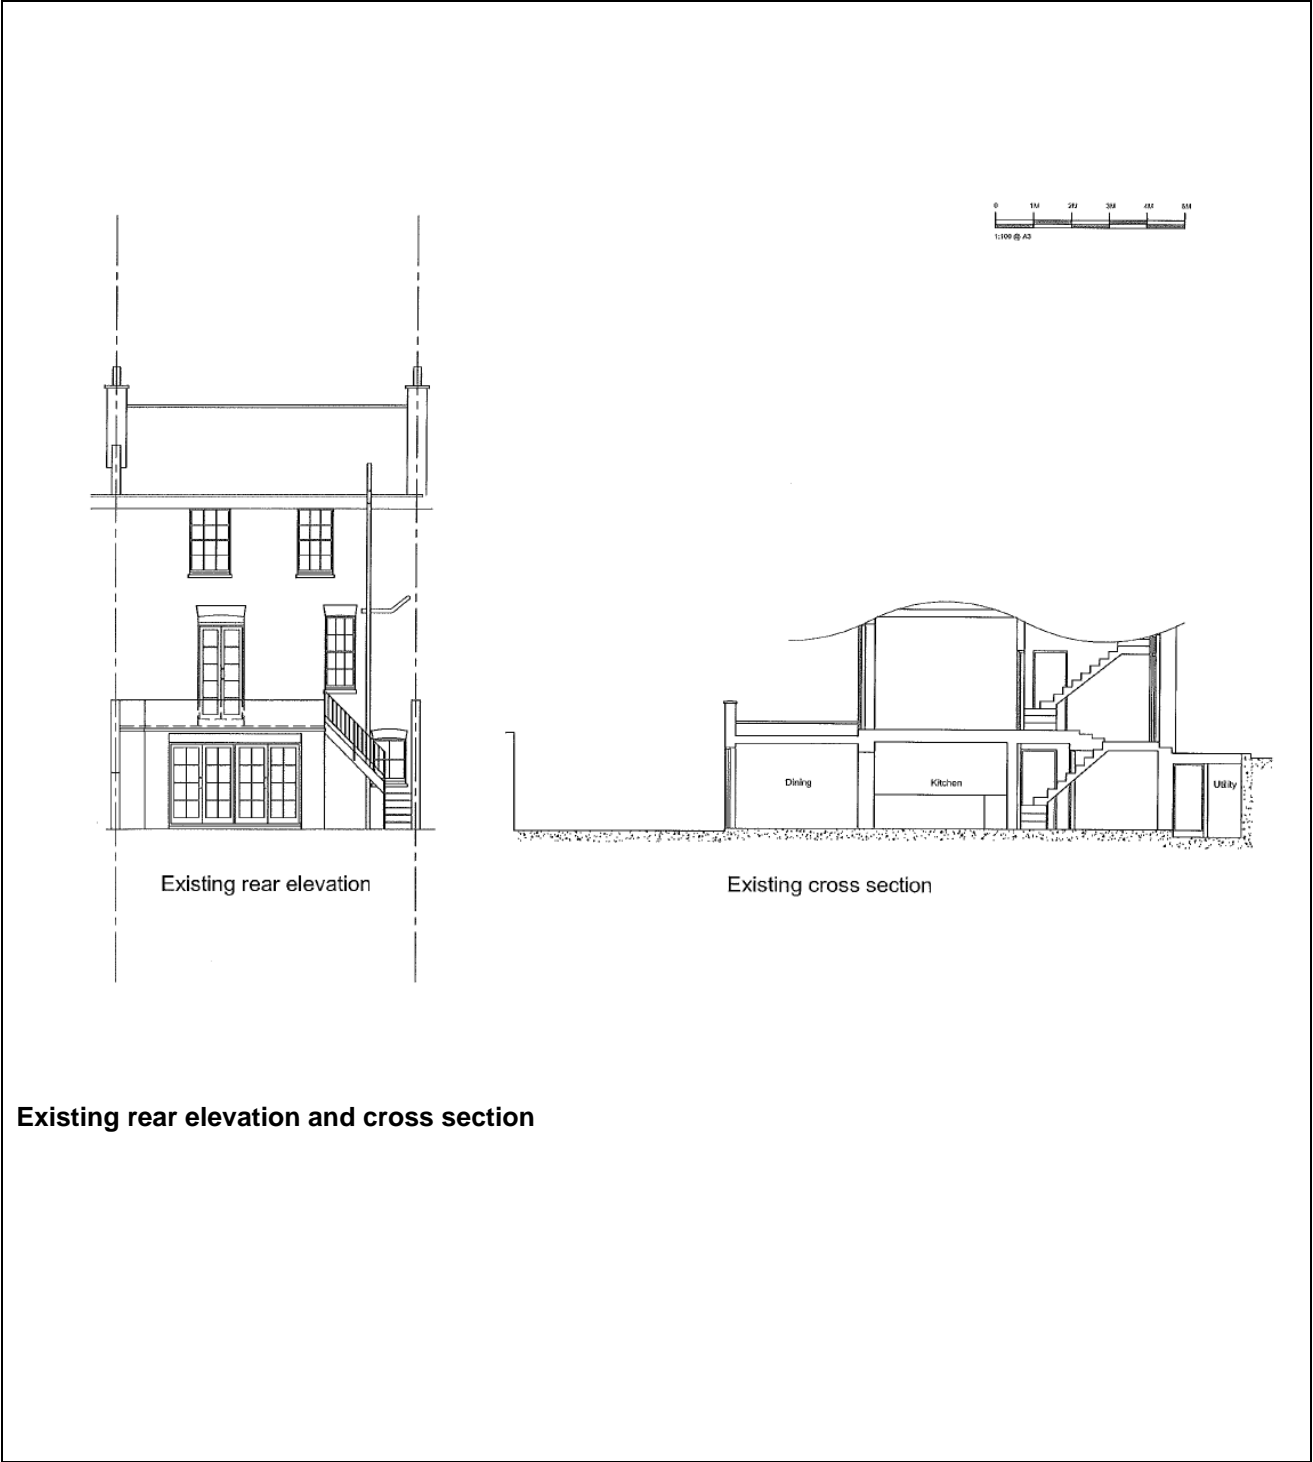 0 1M 2M 3M 4M 5M
1:100 @ A3
Dining
Kitchen
Utility
Existing rear elevation
Existing cross section
Existing rear elevation and cross section